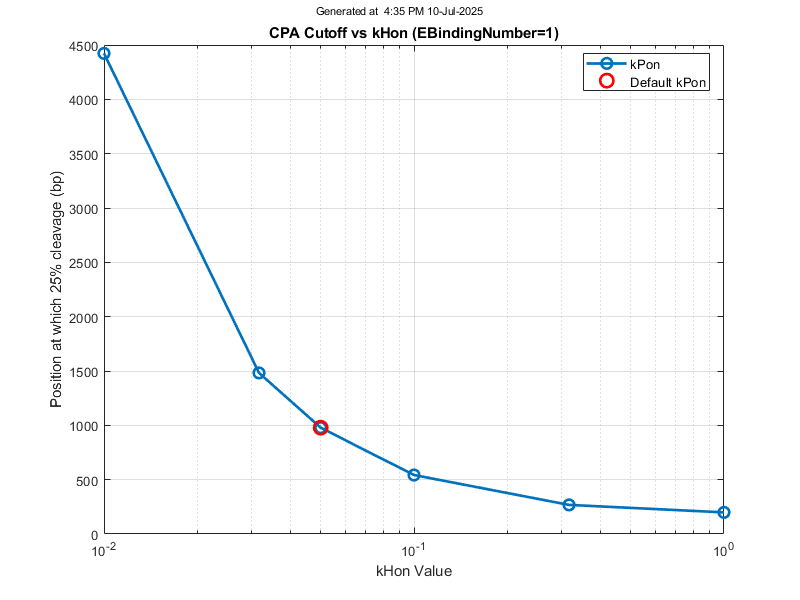 Generated at 4:35 PM 10-Jul-2025
CPA Cutoff vs kHon (EBindingNumber=1)
kPon
Default kPon
Position at which 25% cleavage (bp)
4500
4000
3500
3000
2500
2000
1500
1000
500
0
10^-2
10^-1
10^0
kHon Value